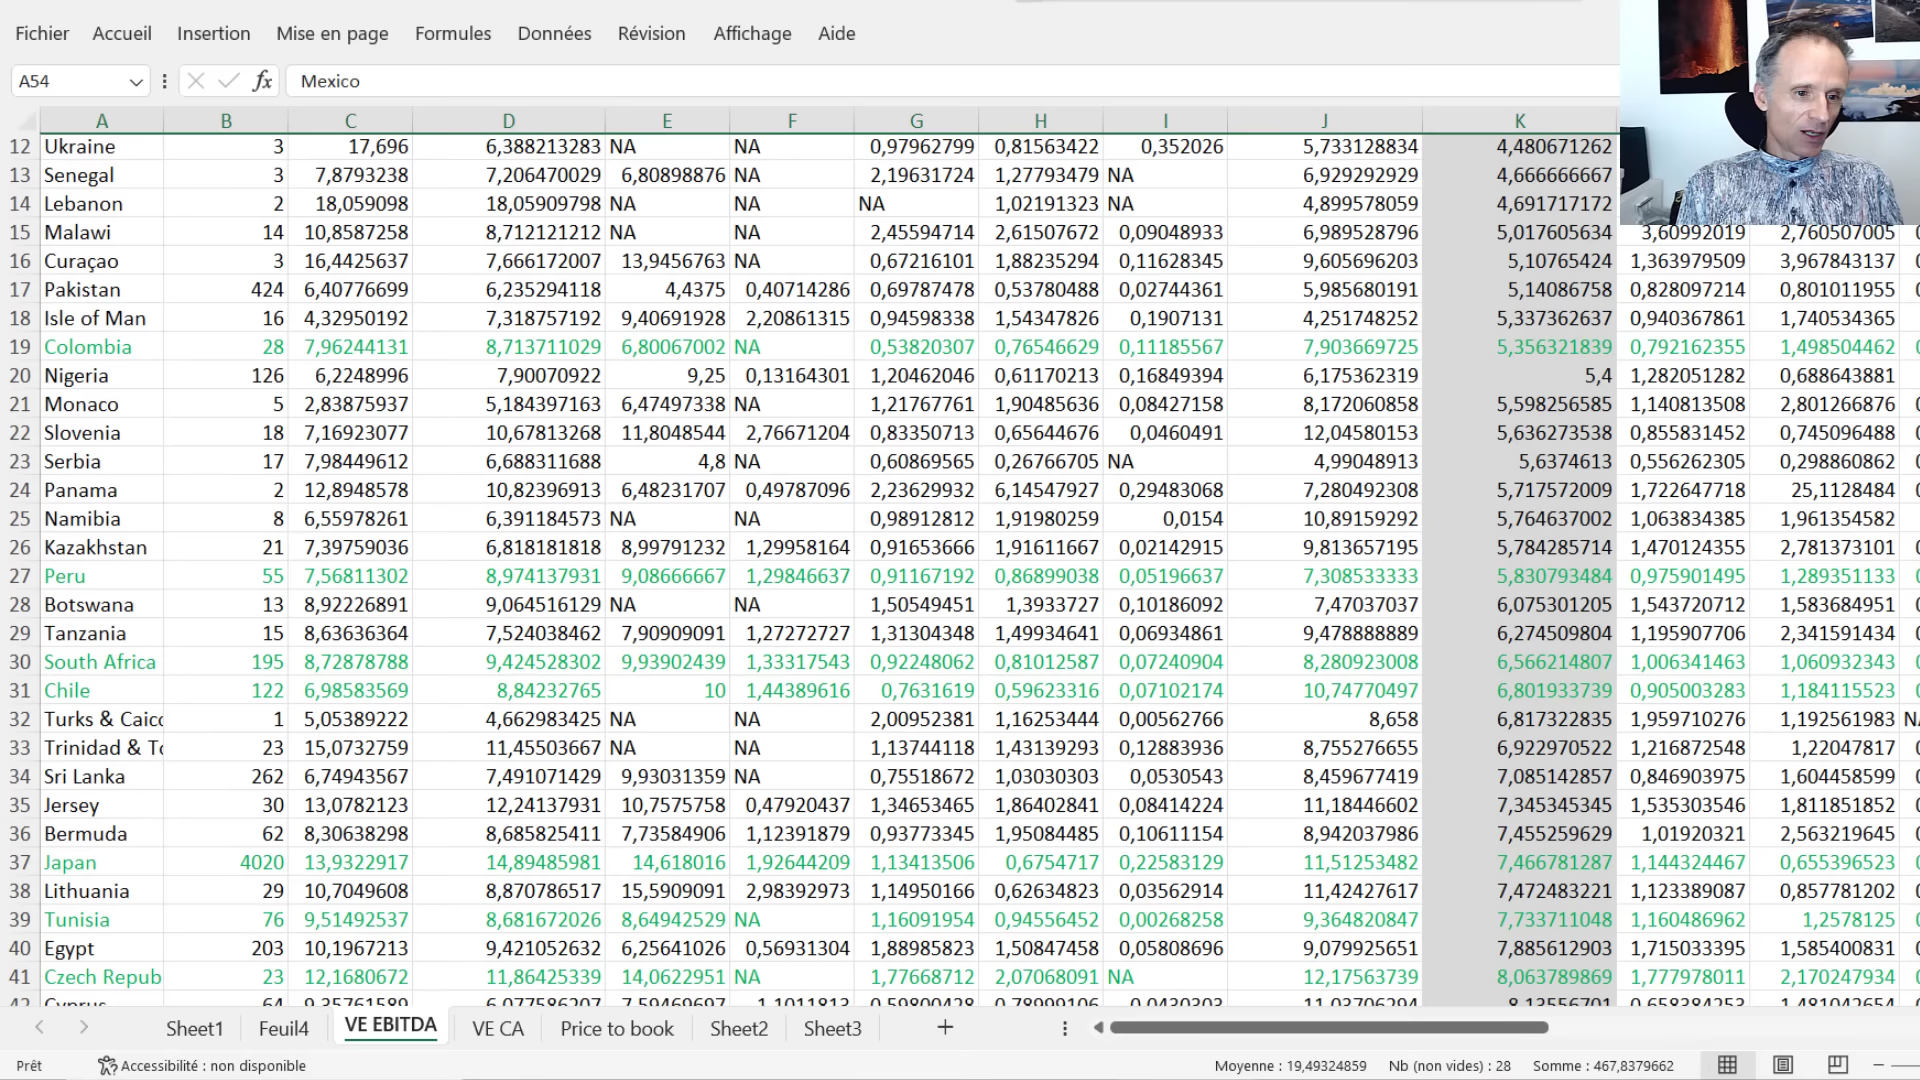 Fichier Accueil Insertion Mise en page Formules Données Révision Affichage Aide
A54 fx Mexico
A B C D E F G H I J K
12 Ukraine 3 17,696 6,388213283 NA NA 0,97962799 0,81563422 0,352026 5,733128834 4,480671262
13 Senegal 3 7,8793238 7,206470029 6,80898876 NA 2,19631724 1,27793479 NA 6,929292929 4,666666667
14 Lebanon 2 18,059098 18,05909798 NA NA NA 1,02191323 NA 4,899578059 4,691717172
15 Malawi 14 10,8587258 8,712121212 NA NA 2,45594714 2,61507672 0,09048933 6,989528796 5,017605634 3,60992019 2,760507005
16 Curaçao 3 16,4425637 7,666172007 13,9456763 NA 0,67216101 1,88235294 0,11628345 9,605696203 5,10765424 1,363979509 3,967843137
17 Pakistan 424 6,40776699 6,235294118 4,4375 0,40714286 0,69787478 0,53780488 0,02744361 5,985680191 5,14086758 0,828097214 0,801011955
18 Isle of Man 16 4,32950192 7,318757192 9,40691928 2,20861315 0,94598338 1,54347826 0,1907131 4,251748252 5,337362637 0,940367861 1,740534365
19 Colombia 28 7,96244131 8,713711029 6,80067002 NA 0,53820307 0,76546629 0,11185567 7,903669725 5,356321839 0,792162355 1,498504462
20 Nigeria 126 6,2248996 7,90070922 9,25 0,13164301 1,20462046 0,61170213 0,16849394 6,175362319 5,4 1,282051282 0,688643881
21 Monaco 5 2,83875937 5,184397163 6,47497338 NA 1,21767761 1,90485636 0,08427158 8,172060858 5,598256585 1,140813508 2,801266876
22 Slovenia 18 7,16923077 10,67813268 11,8048544 2,76671204 0,83350713 0,65644676 0,0460491 12,04580153 5,636273538 0,855831452 0,745096488
23 Serbia 17 7,98449612 6,688311688 4,8 NA 0,60869565 0,26766705 NA 4,99048913 5,6374613 0,556262305 0,298860862
24 Panama 2 12,8948578 10,82396913 6,48231707 0,49787096 2,23629932 6,14547927 0,29483068 7,280492308 5,717572009 1,722647718 25,1128484
25 Namibia 8 6,55978261 6,391184573 NA NA 0,98912812 1,91980259 0,0154 10,89159292 5,764637002 1,063834385 1,961354582
26 Kazakhstan 21 7,39759036 6,818181818 8,99791232 1,29958164 0,91653666 1,91611667 0,02142915 9,813657195 5,784285714 1,470124355 2,781373101
27 Peru 55 7,56811302 8,974137931 9,08666667 1,29846637 0,91167192 0,86899038 0,05196637 7,308533333 5,830793484 0,975901495 1,289351133
28 Botswana 13 8,92226891 9,064516129 NA NA 1,50549451 1,3933727 0,10186092 7,47037037 6,075301205 1,543720712 1,583684951
29 Tanzania 15 8,63636364 7,524038462 7,90909091 1,27272727 1,31304348 1,49934641 0,06934861 9,478888889 6,274509804 1,195907706 2,341591434
30 South Africa 195 8,72878788 9,424528302 9,93902439 1,33317543 0,92248062 0,81012587 0,07240904 8,280923008 6,566214807 1,006341463 1,060932343
31 Chile 122 6,98583569 8,84232765 10 1,44389616 0,7631619 0,59623316 0,07102174 10,74770497 6,801933739 0,905003283 1,184115523
32 Turks & Caico 1 5,05389222 4,662983425 NA NA 2,00952381 1,16253444 0,00562766 8,658 6,817322835 1,959710276 1,192561983
33 Trinidad & To 23 15,0732759 11,45503667 NA NA 1,13744118 1,43139293 0,12883936 8,755276655 6,922970522 1,216872548 1,22047817
34 Sri Lanka 262 6,74943567 7,491071429 9,93031359 NA 0,75518672 1,03030303 0,0530543 8,459677419 7,085142857 0,846903975 1,604458599
35 Jersey 30 13,0782123 12,24137931 10,7575758 0,47920437 1,34653465 1,86402841 0,08414224 11,18446602 7,345345345 1,535303546 1,811851852
36 Bermuda 62 8,30638298 8,685825411 7,73584906 1,12391879 0,93773345 1,95084485 0,10611154 8,942037986 7,455259629 1,01920321 2,563219645
37 Japan 4020 13,9322917 14,89485981 14,618016 1,92644209 1,13413506 0,6754717 0,22583129 11,51253482 7,466781287 1,144324467 0,655396523
38 Lithuania 29 10,7049608 8,870786517 15,5909091 2,98392973 1,14950166 0,62634823 0,03562914 11,42427617 7,472483221 1,123389087 0,857781202
39 Tunisia 76 9,51492537 8,681672026 8,64942529 NA 1,16091954 0,94556452 0,00268258 9,364820847 7,733711048 1,160486962 1,2578125
40 Egypt 203 10,1967213 9,421052632 6,25641026 0,56931304 1,88985823 1,50847458 0,05808696 9,079925651 7,885612903 1,715033395 1,585400831
41 Czech Repub 23 12,1680672 11,86425339 14,0622951 NA 1,77668712 2,07068091 NA 12,17563739 8,063789869 1,777978011 2,170247934
Sheet1 Feuil4 VE EBITDA VE CA Price to book Sheet2 Sheet3 +
Prêt Accessibilité : non disponible Moyenne : 19,49324859 Nb (non vides) : 28 Somme : 467,8379662